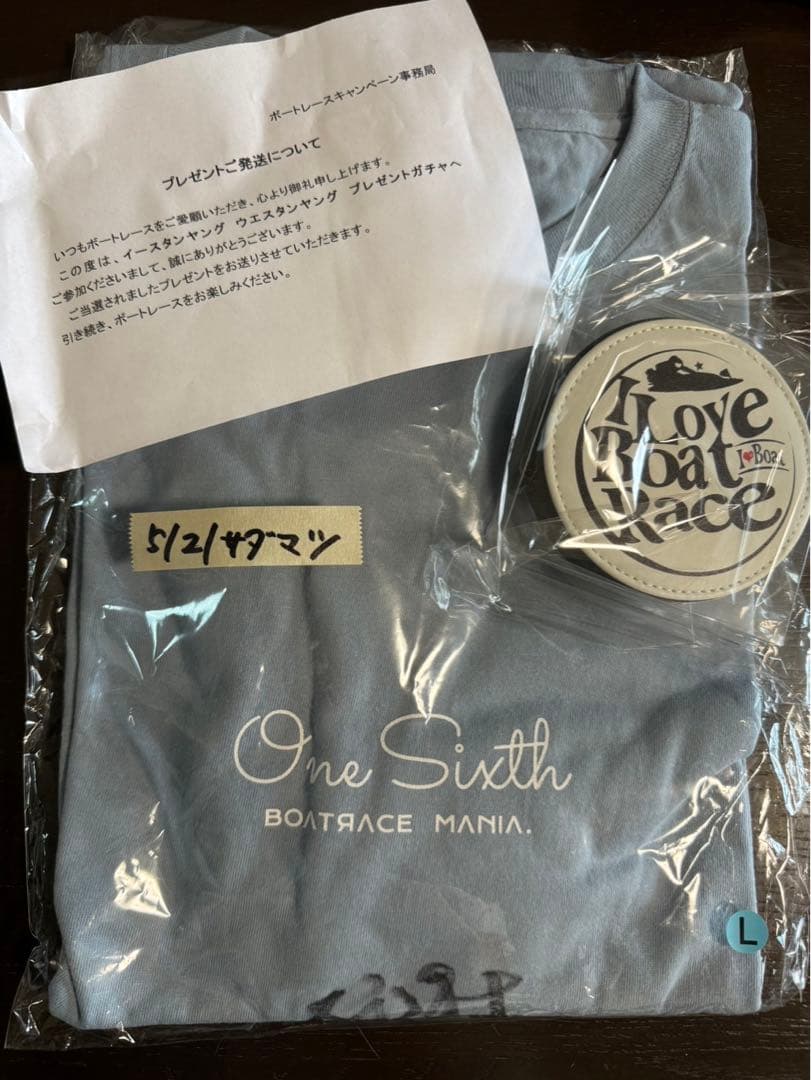 ボートレースキャンペーン事務局
プレゼントご発送について
いつもボートレースをご愛顧いただき、心より御礼申し上げます。
この度は、イースタンヤング　ウエスタンヤング　プレゼントガチャへ
ご参加くださいまして、誠にありがとうございます。
ご当選されましたプレゼントをお送りさせていただきます。
引き続き、ボートレースをお楽しみください。
I Love
Boat
I♥Boat
Race
5/21サダマツ
One Sixth
BOATRACE MANIA.
L